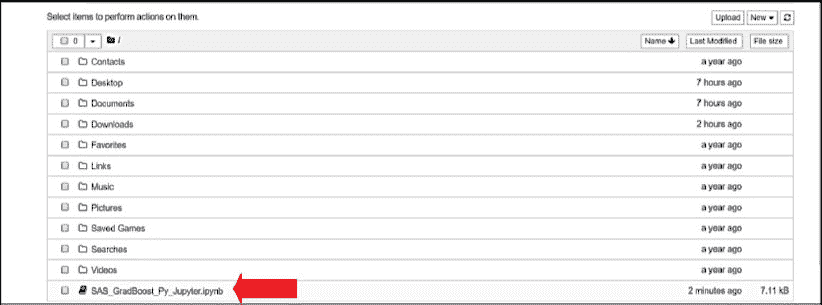 Select items to perform actions on them.
Upload New
0 / Name Last Modified File size
Contacts a year ago
Desktop 7 hours ago
Documents 7 hours ago
Downloads 2 hours ago
Favorites a year ago
Links a year ago
Music a year ago
Pictures a year ago
Saved Games a year ago
Searches a year ago
Videos a year ago
SAS_GradBoost_Py_Jupyter.ipynb 2 minutes ago 7.11 kB